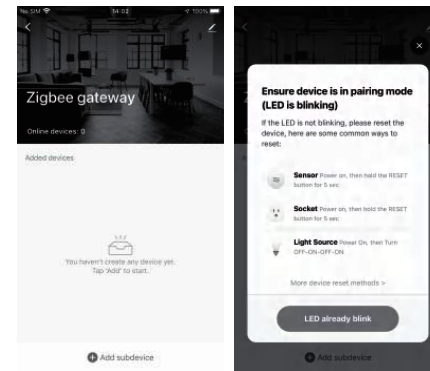 No SIM
14:02
100%
Zigbee gateway
Online devices: 0
Added devices
You haven't create any device yet.
Tap "Add" to start.
Add subdevice
Ensure device is in pairing mode
(LED is blinking)
If the LED is not blinking, please reset the
device, here are some common ways to
reset:
Sensor Power on, then hold the RESET
button for 5 sec
Socket Power on, then hold the RESET
button for 5 sec
Light Source Power On, then Turn
OFF-ON-OFF-ON
More device reset methods >
LED already blink
Add subdevice